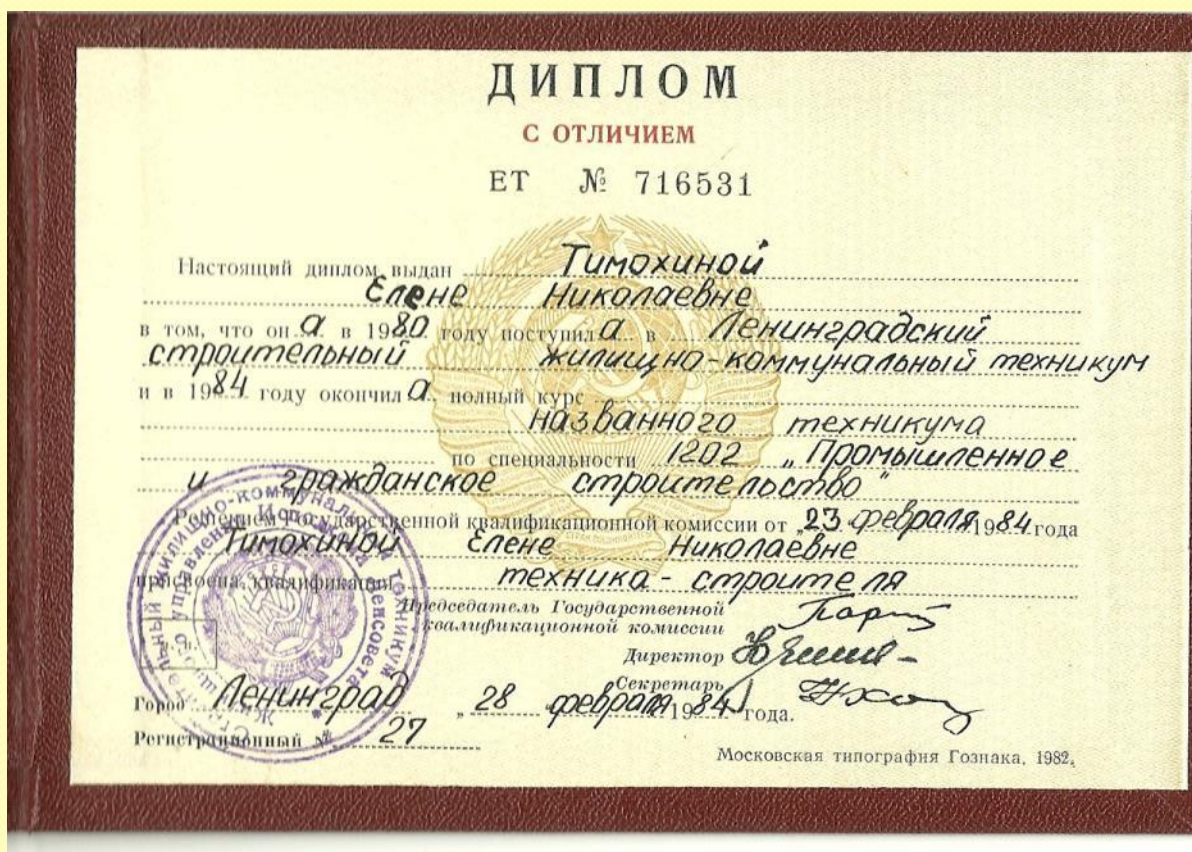 ДИПЛОМ
С ОТЛИЧИЕМ
ЕТ № 716531
Настоящий диплом выдан Тимохиной
Елене Николаевне
в том, что он а в 1980 году поступил а в Ленинградский
строительный жилищно-коммунальный техникум
и в 1984 году окончил а полный курс
названного техникума
по специальности 1202 „Промышленное
и гражданское строительство"
Решением Государственной квалификационной комиссии от „23 февраля 1984 года
Тимохиной Елене Николаевне
присвоена квалификация техника - строителя
Председатель Государственной
квалификационной комиссии
Директор
Секретарь
Город Ленинград „28 февраля 1984 года.
Регистрационный № 27
Московская типография Гознака, 1982.